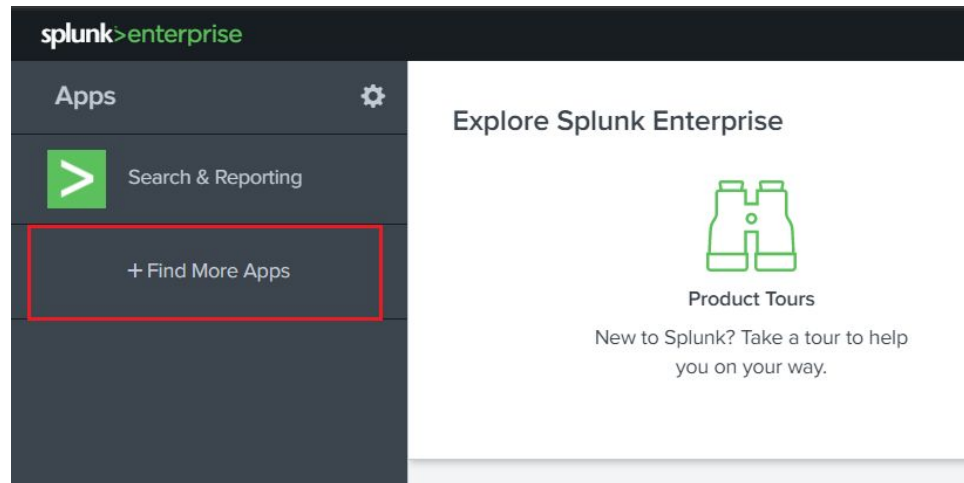 splunk>enterprise
Apps
Search & Reporting
+ Find More Apps
Explore Splunk Enterprise
Product Tours
New to Splunk? Take a tour to help
you on your way.